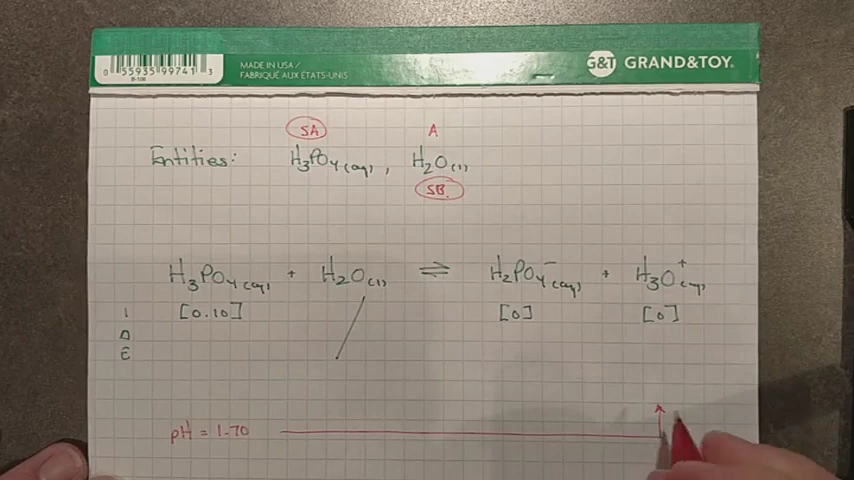 0 55935 99741 3
B-108
MADE IN USA /
FABRIQUÉ AUX ÉTATS-UNIS
G&T GRAND&TOY®
SA A
Entities: H₃PO₄(aq), H₂O(l)
SB
H₃PO₄(aq) + H₂O(l) ⇌ H₂PO₄⁻(aq) + H₃O⁺(aq)
I [0.10] [0] [0]
Δ
E
pH = 1.70